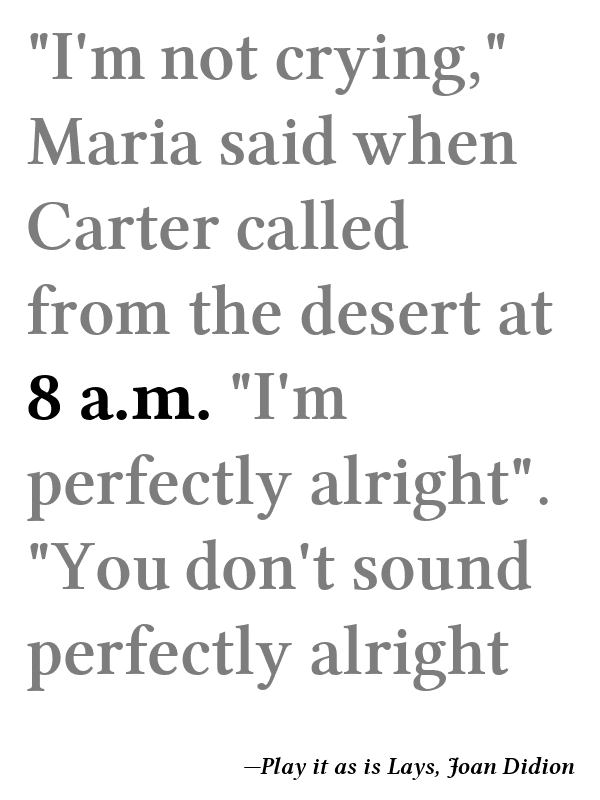 "I'm not crying,"
Maria said when
Carter called
from the desert at
8 a.m. "I'm
perfectly alright".
"You don't sound
perfectly alright
—Play it as is Lays, Joan Didion